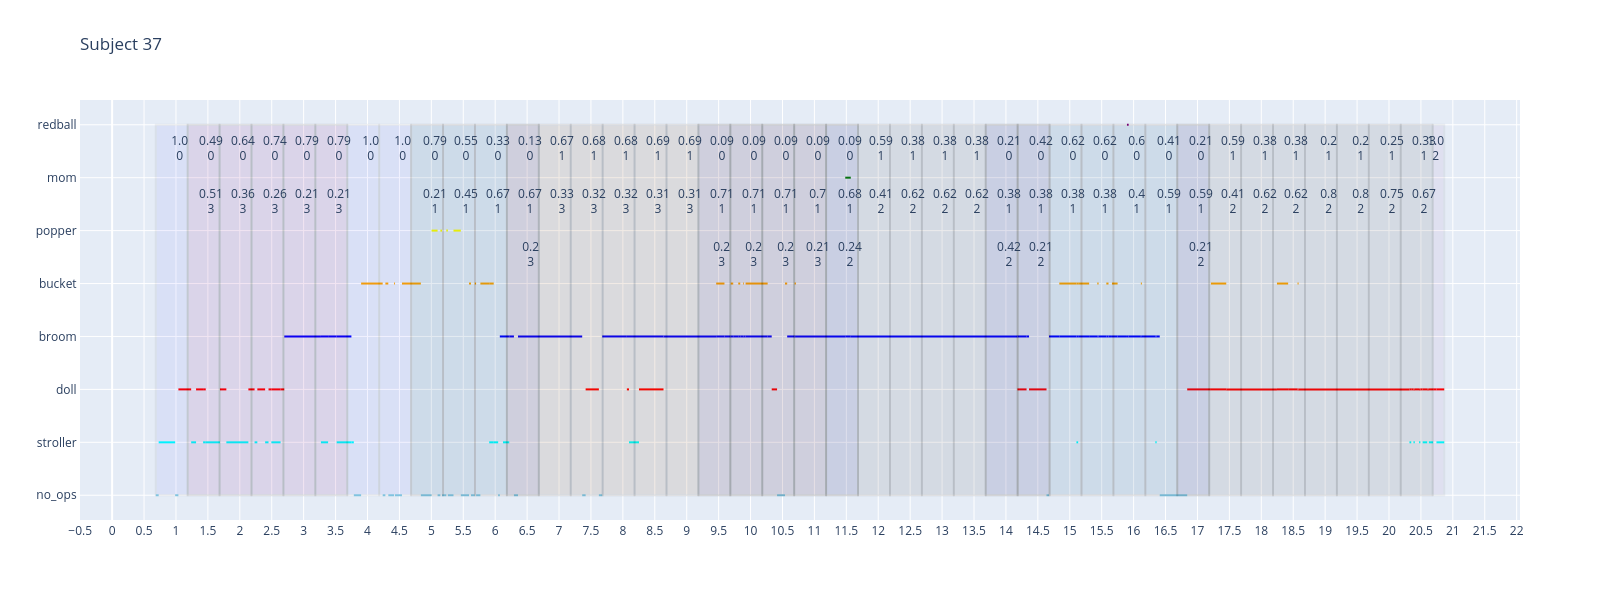 Subject 37
redball
1.0 0.49 0.64 0.74 0.79 0.79 1.0 1.0 0.79 0.55 0.33 0.13 0.67 0.68 0.68 0.69 0.69 0.09 0.09 0.09 0.09 0.09 0.59 0.38 0.38 0.38 0.21 0.42 0.62 0.62 0.6 0.41 0.21 0.59 0.38 0.38 0.2 0.2 0.25
0 0 0 0 0 0 0 0 0 0 0 0 1 1 1 1 1 0 0 0 0 0 1 1 1 1 0 0 0 0 0 0 0 1 1 1 1 1 1 1 2
mom
0.51 0.36 0.26 0.21 0.21 0.21 0.45 0.67 0.67 0.33 0.32 0.32 0.31 0.31 0.71 0.71 0.71 0.7 0.68 0.41 0.62 0.62 0.62 0.38 0.38 0.38 0.38 0.4 0.59 0.59 0.41 0.62 0.62 0.8 0.8 0.75 0.67
3 3 3 3 3 1 1 1 1 3 3 3 3 3 1 1 1 1 1 2 2 2 2 1 1 1 1 1 1 1 2 2 2 2 2 2 2
popper
0.2 0.2 0.2 0.2 0.21 0.24 0.42 0.21 0.21
3 3 3 3 3 2 2 2 2
bucket
broom
doll
stroller
no_ops
−0.5 0 0.5 1 1.5 2 2.5 3 3.5 4 4.5 5 5.5 6 6.5 7 7.5 8 8.5 9 9.5 10 10.5 11 11.5 12 12.5 13 13.5 14 14.5 15 15.5 16 16.5 17 17.5 18 18.5 19 19.5 20 20.5 21 21.5 22